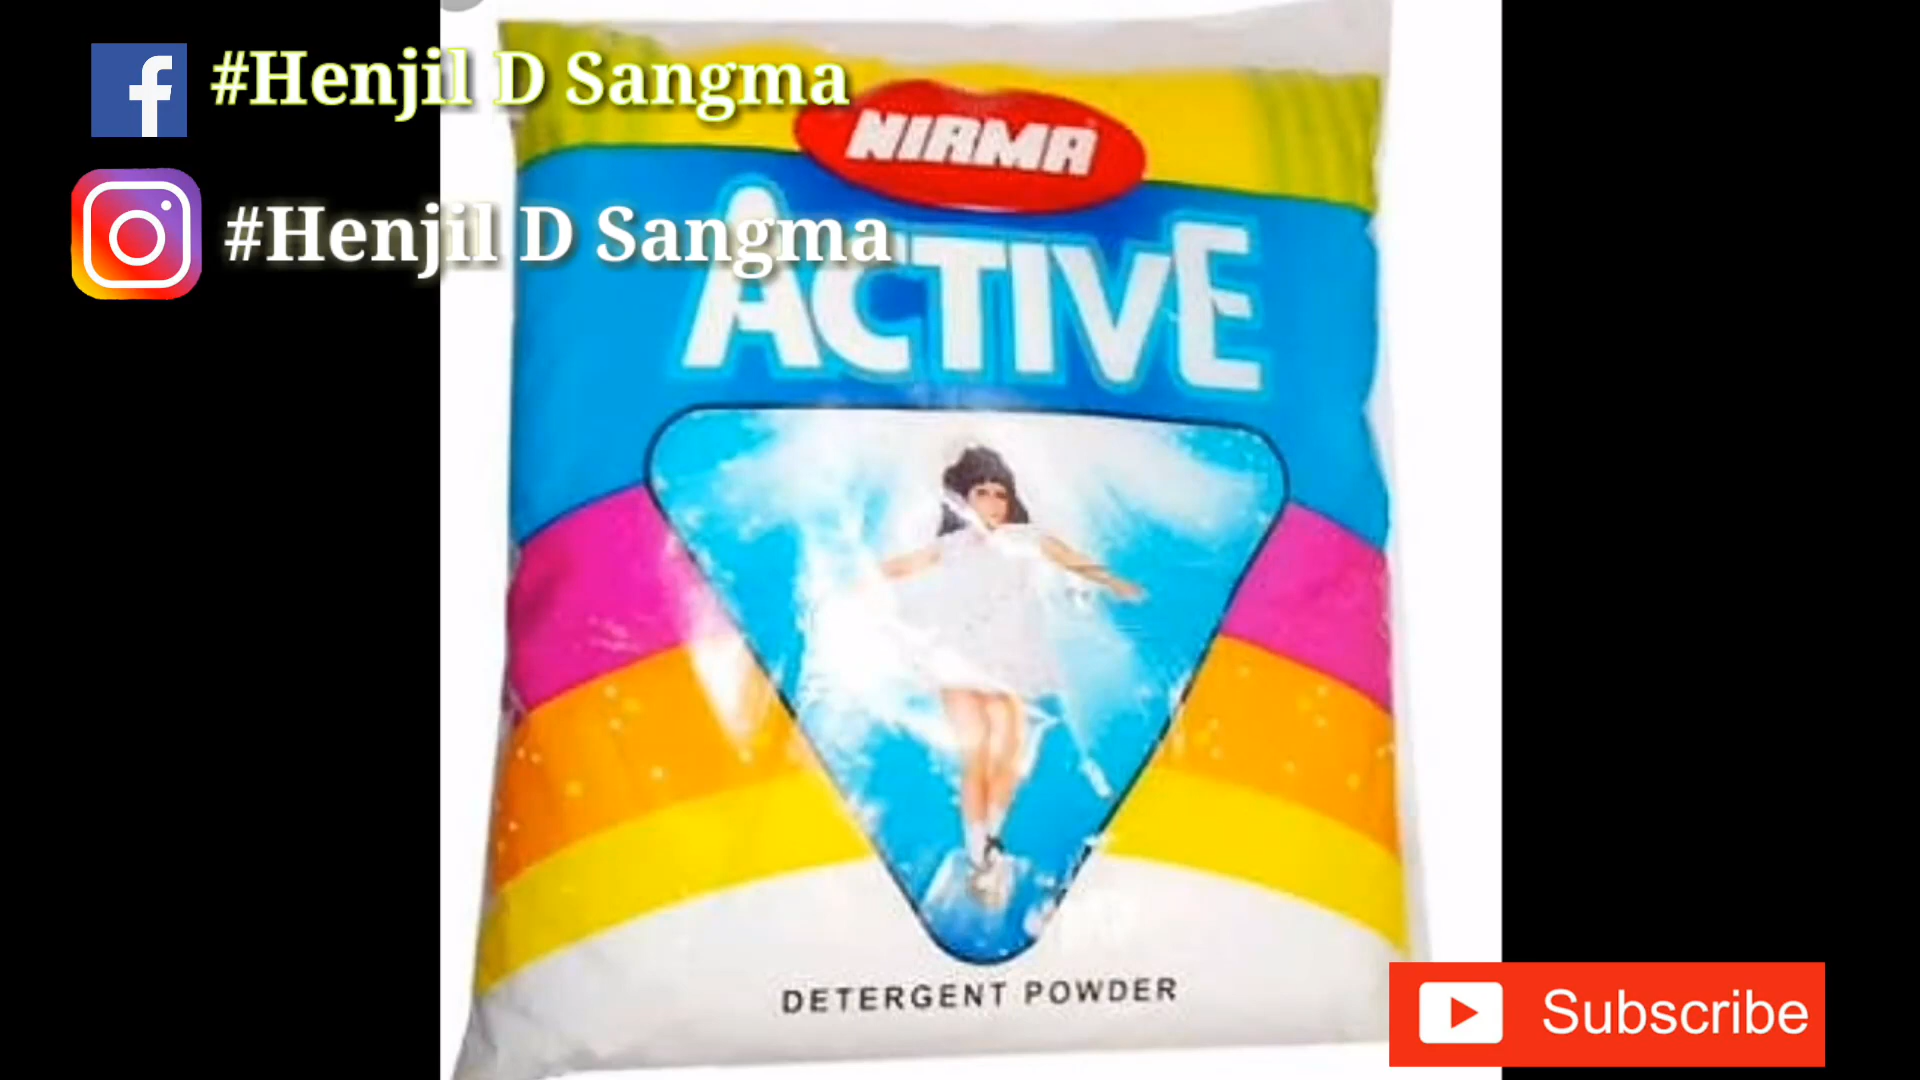 #Henjil D Sangma
#Henjil D Sangma
NIRMA
ACTIVE
DETERGENT POWDER
Subscribe